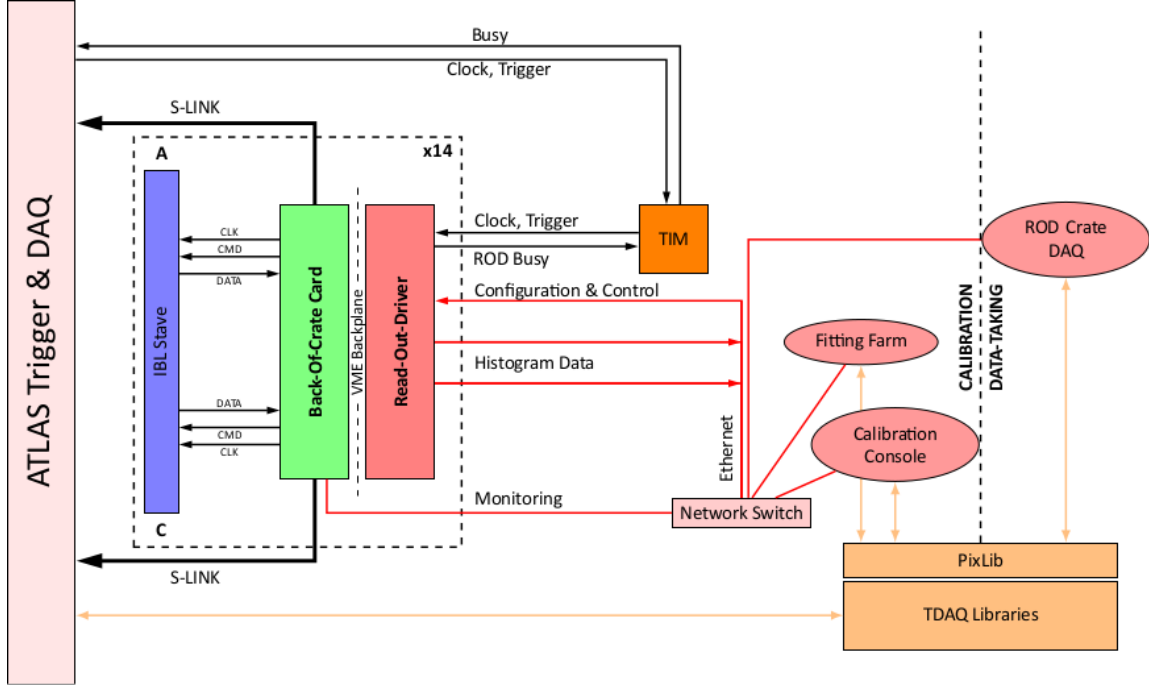 ATLAS Trigger & DAQ
Busy
Clock, Trigger
S-LINK
A
x14
IBL Stave
CLK
CMD
DATA
Back-Of-Crate Card
VME Backplane
Read-Out-Driver
Clock, Trigger
ROD Busy
TIM
Configuration & Control
Histogram Data
DATA
CMD
CLK
C
Monitoring
S-LINK
Ethernet
Network Switch
Fitting Farm
Calibration
Console
CALIBRATION
DATA-TAKING
ROD Crate
DAQ
PixLib
TDAQ Libraries